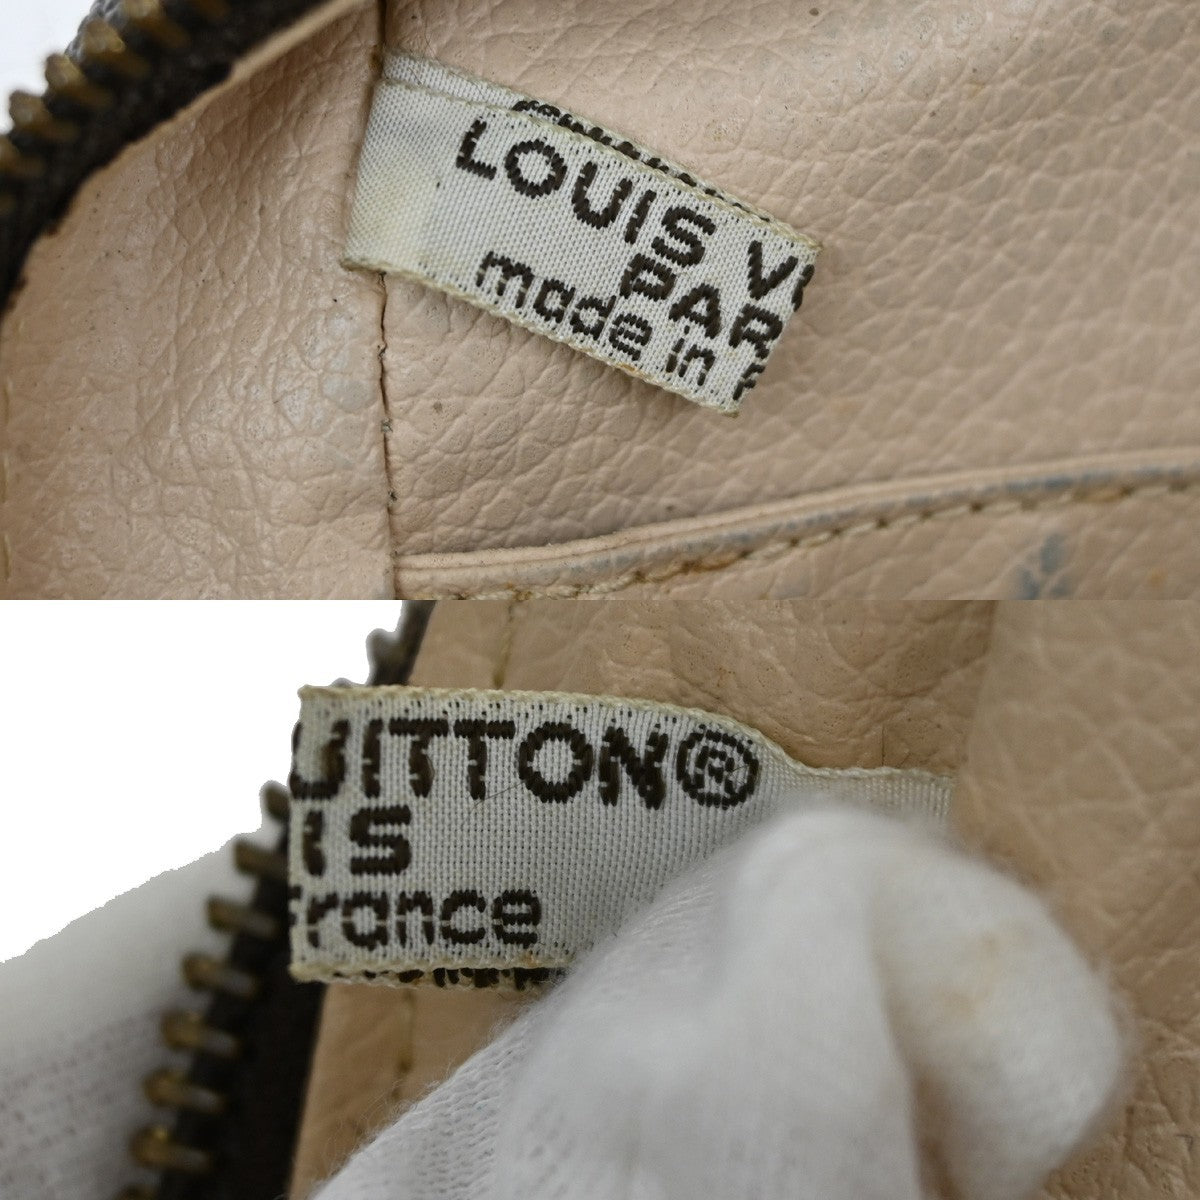 LOUIS V
PAR
made in F
UITTON®
IS
France